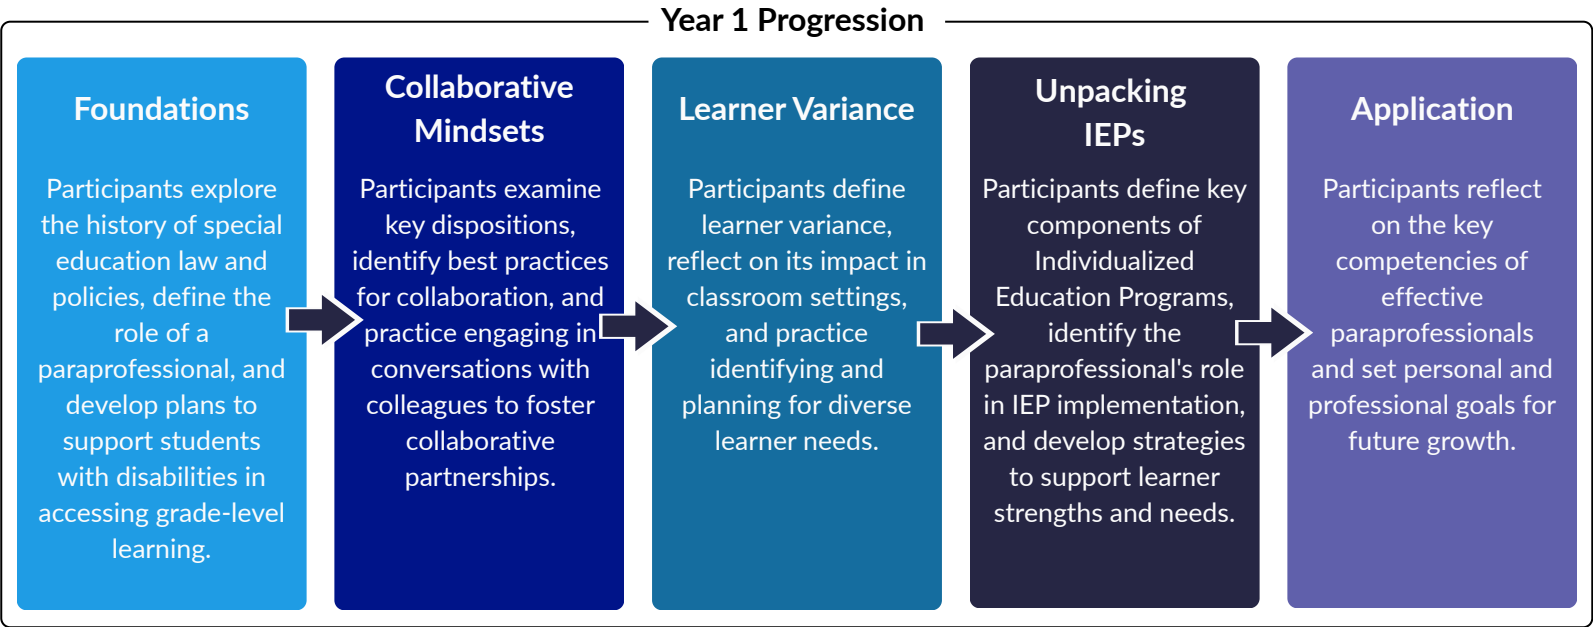 Year 1 Progression
Foundations
Participants explore
the history of special
education law and
policies, define the
role of a
paraprofessional, and
develop plans to
support students
with disabilities in
accessing grade-level
learning.
Collaborative
Mindsets
Participants examine
key dispositions,
identify best practices
for collaboration, and
practice engaging in
conversations with
colleagues to foster
collaborative
partnerships.
Learner Variance
Participants define
learner variance,
reflect on its impact in
classroom settings,
and practice
identifying and
planning for diverse
learner needs.
Unpacking
IEPs
Participants define key
components of
Individualized
Education Programs,
identify the
paraprofessional's role
in IEP implementation,
and develop strategies
to support learner
strengths and needs.
Application
Participants reflect
on the key
competencies of
effective
paraprofessionals
and set personal and
professional goals for
future growth.